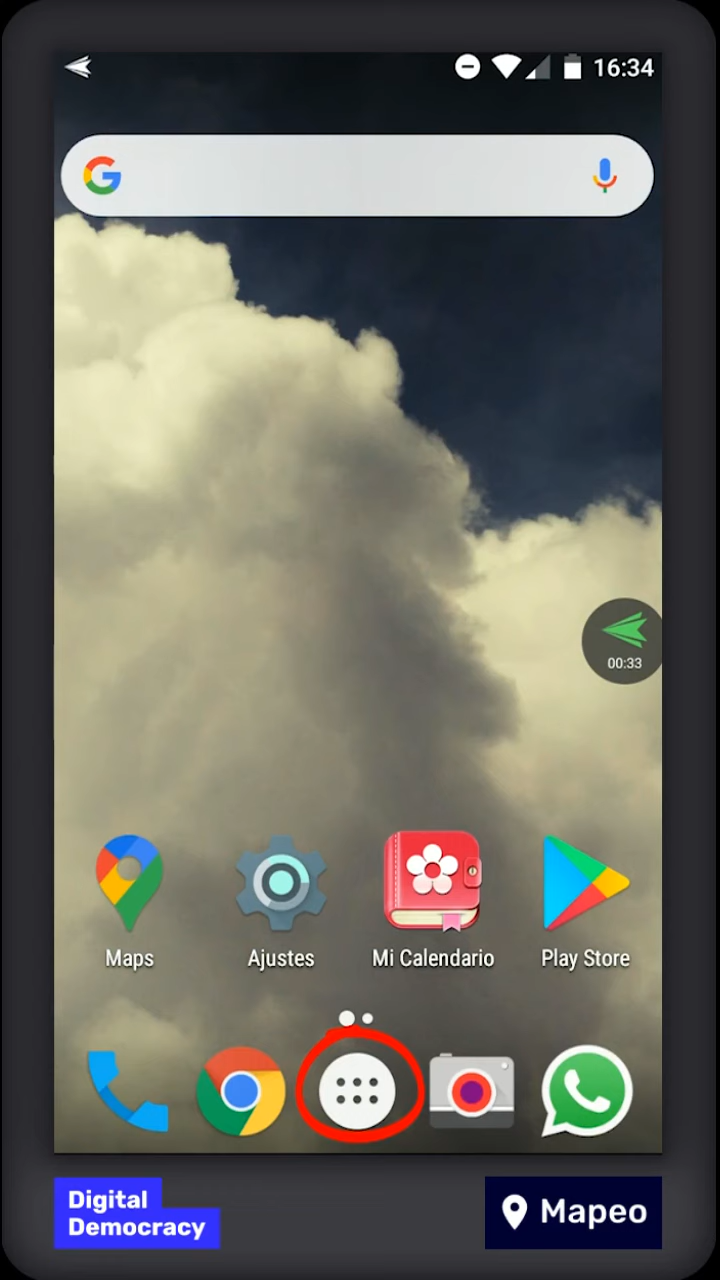 16:34
00:33
Maps
Ajustes
Mi Calendario
Play Store
Digital
Democracy
Mapeo